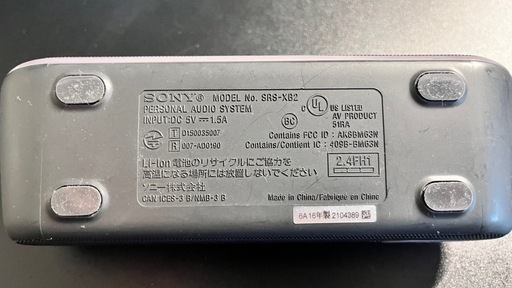 SONY® MODEL No. SRS-XB2
PERSONAL AUDIO SYSTEM
INPUT:DC 5V⎓1.5A
c UL US LISTED
AV PRODUCT
51RA
BC
T D150035007
R 007-AD0190
Contains FCC ID : AK8BM63N
Contains/Contient IC : 409B-BM63N
Li-Ion 電池のリサイクルにご協力を
高温になる場所には放置しないでください
ソニー株式会社
CAN ICES-3 B/NMB-3 B
2.4FH1
Made in China/Fabriqué en Chine
6A 16年製 2104389